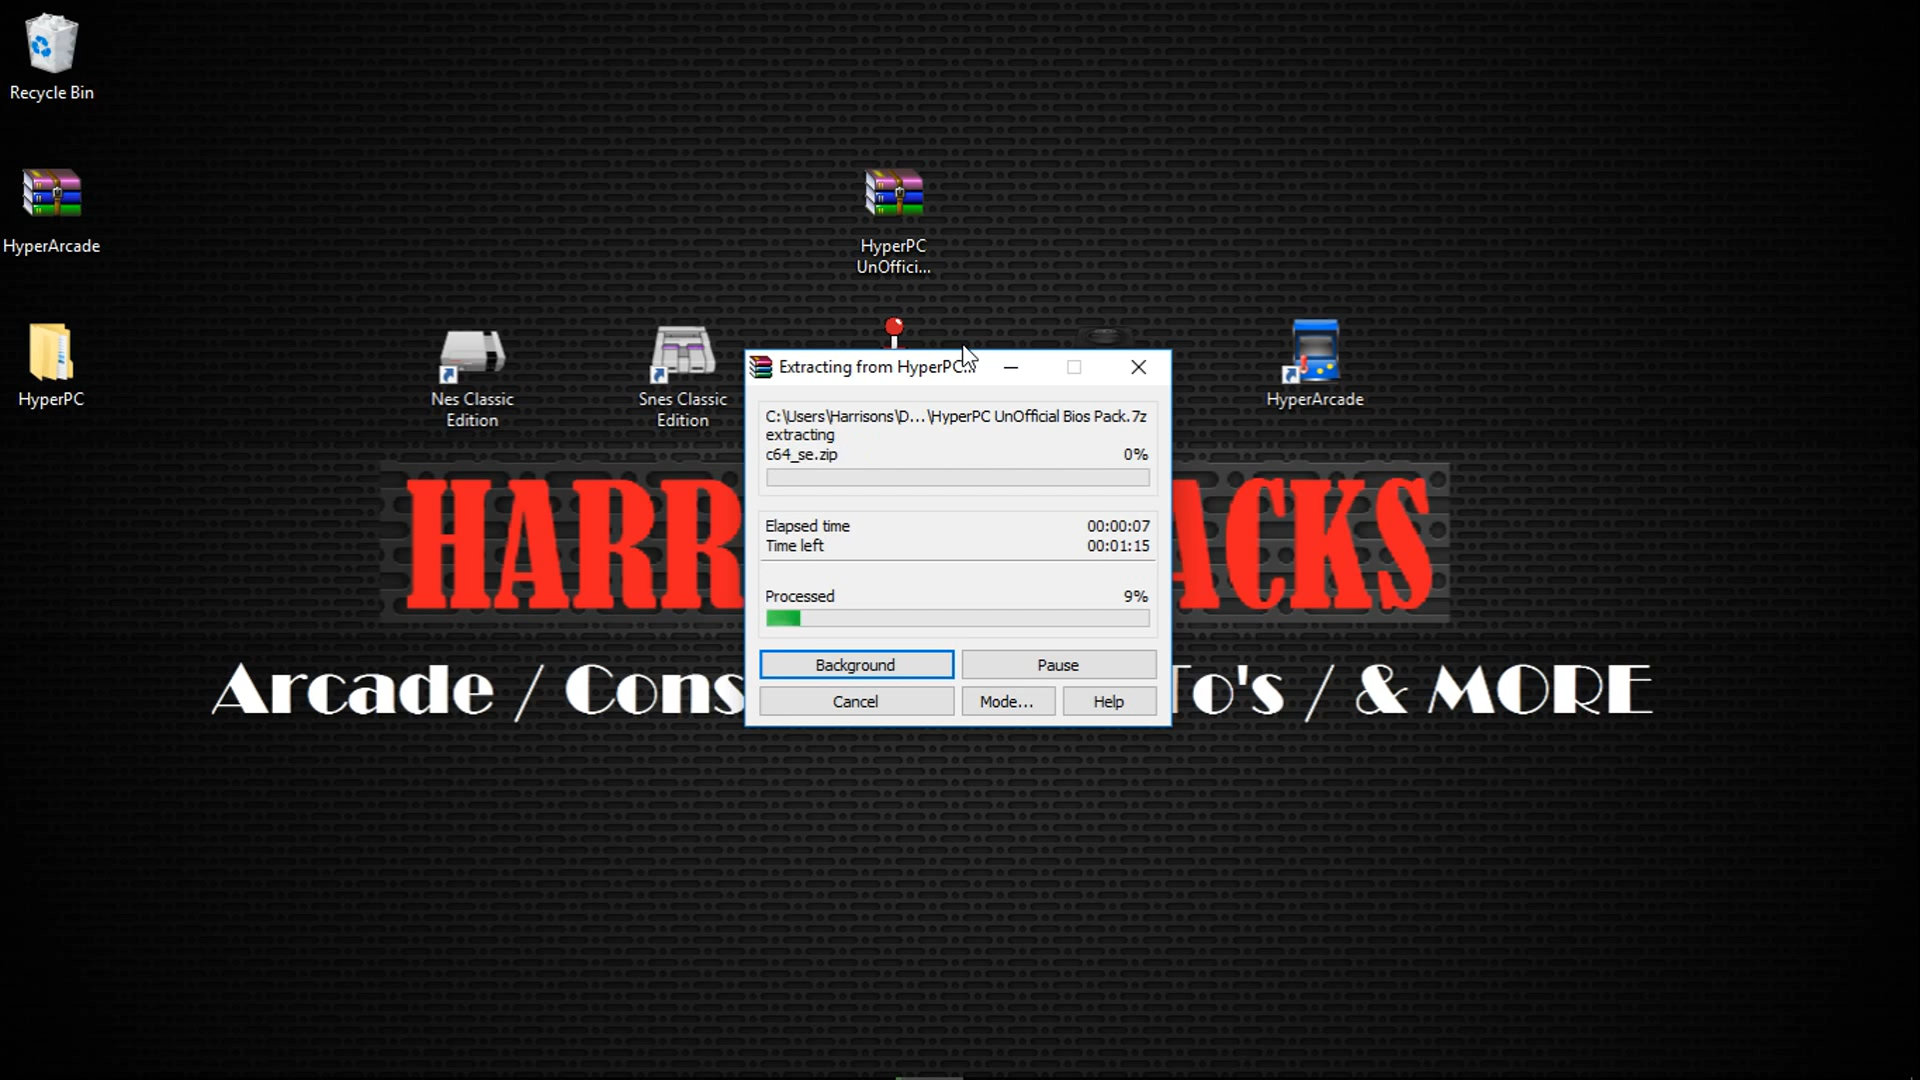 Recycle Bin
HyperArcade
HyperPC
UnOffici...
HyperPC
Nes Classic
Edition
Snes Classic
Edition
HyperArcade
Extracting from HyperPC...
C:\Users\Harrisons\D...\HyperPC UnOfficial Bios Pack.7z
extracting
c64_se.zip 0%
Elapsed time 00:00:07
Time left 00:01:15
Processed 9%
Background Pause
Cancel Mode... Help
HARR ACKS
Arcade / Cons To's / & MORE